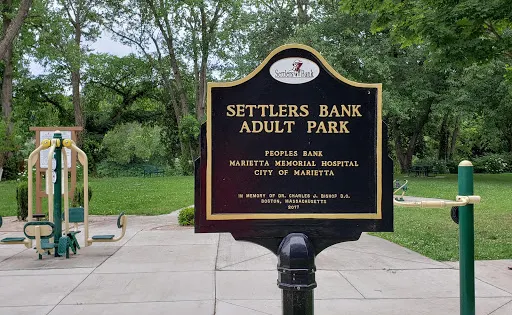 Settlers Bank
SETTLERS BANK
ADULT PARK
PEOPLES BANK
MARIETTA MEMORIAL HOSPITAL
CITY OF MARIETTA
IN MEMORY OF DR. CHARLES J. BISHOP D.O.
BOSTON, MASSACHUSETTS
2017